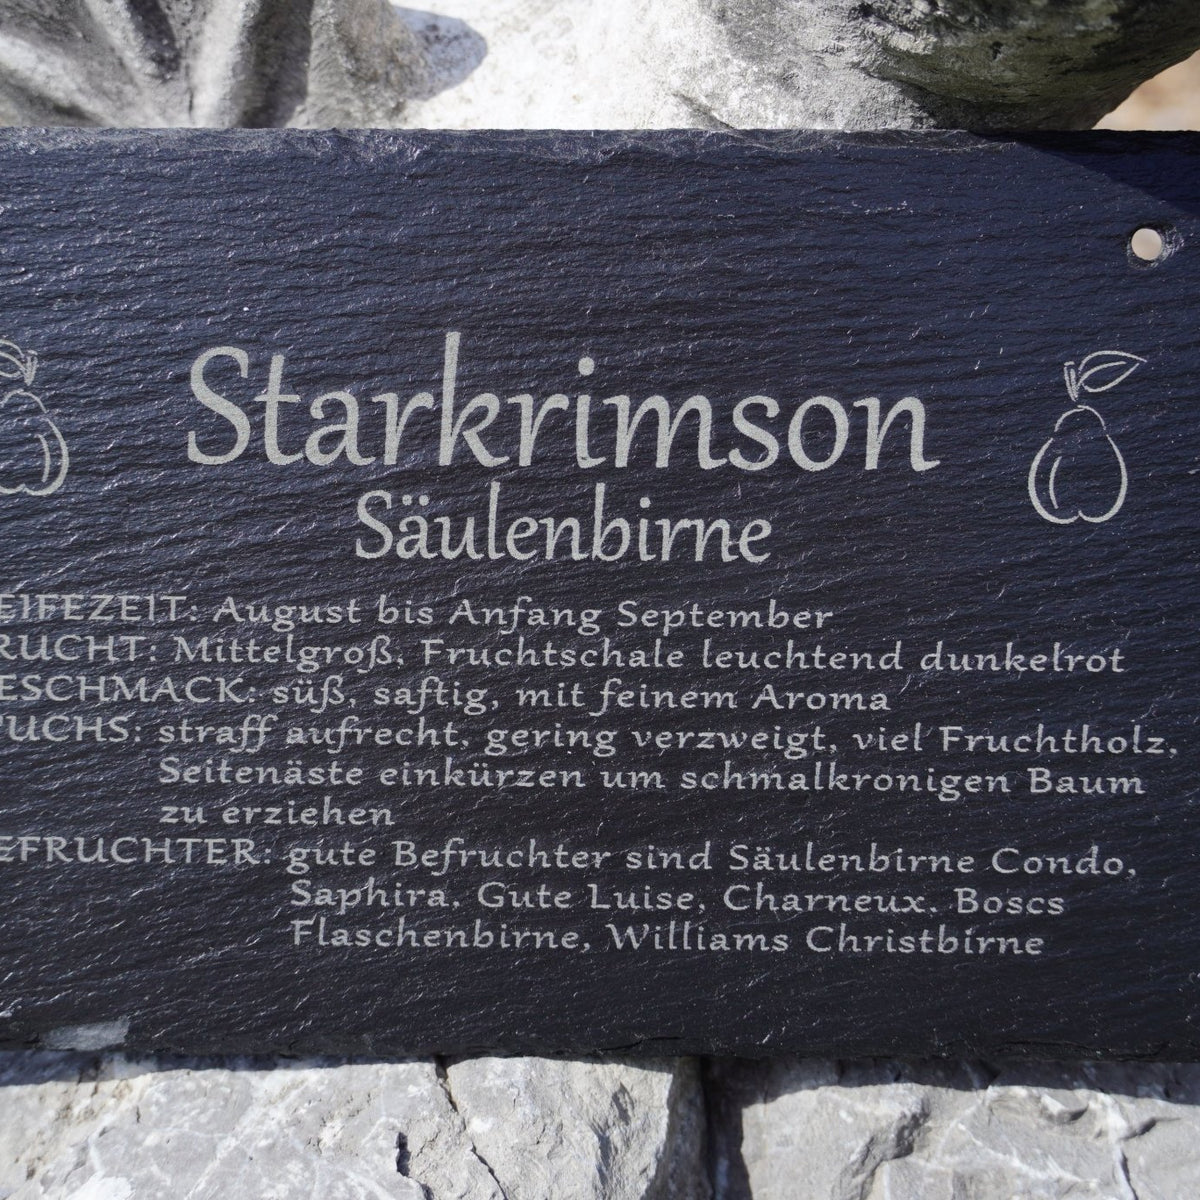 Starkrimson
Säulenbirne
EIFEZEIT: August bis Anfang September
RUCHT: Mittelgroß, Fruchtschale leuchtend dunkelrot
ESCHMACK: süß, saftig, mit feinem Aroma
UCHS: straff aufrecht, gering verzweigt, viel Fruchtholz,
Seitenäste einkürzen um schmalkronigen Baum
zu erziehen
EFRUCHTER: gute Befruchter sind Säulenbirne Condo,
Saphira, Gute Luise, Charneux, Boscs
Flaschenbirne, Williams Christbirne